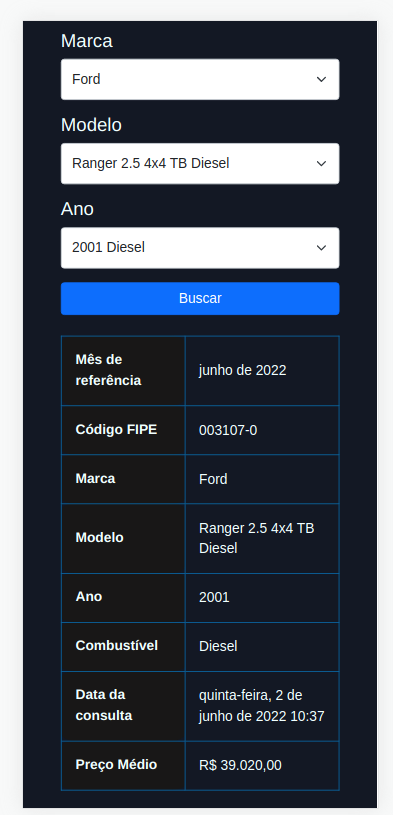 Marca
Ford
Modelo
Ranger 2.5 4x4 TB Diesel
Ano
2001 Diesel
Buscar
Mês de
referência
junho de 2022
Código FIPE
003107-0
Marca
Ford
Modelo
Ranger 2.5 4x4 TB
Diesel
Ano
2001
Combustível
Diesel
Data da
consulta
quinta-feira, 2 de
junho de 2022 10:37
Preço Médio
R$ 39.020,00